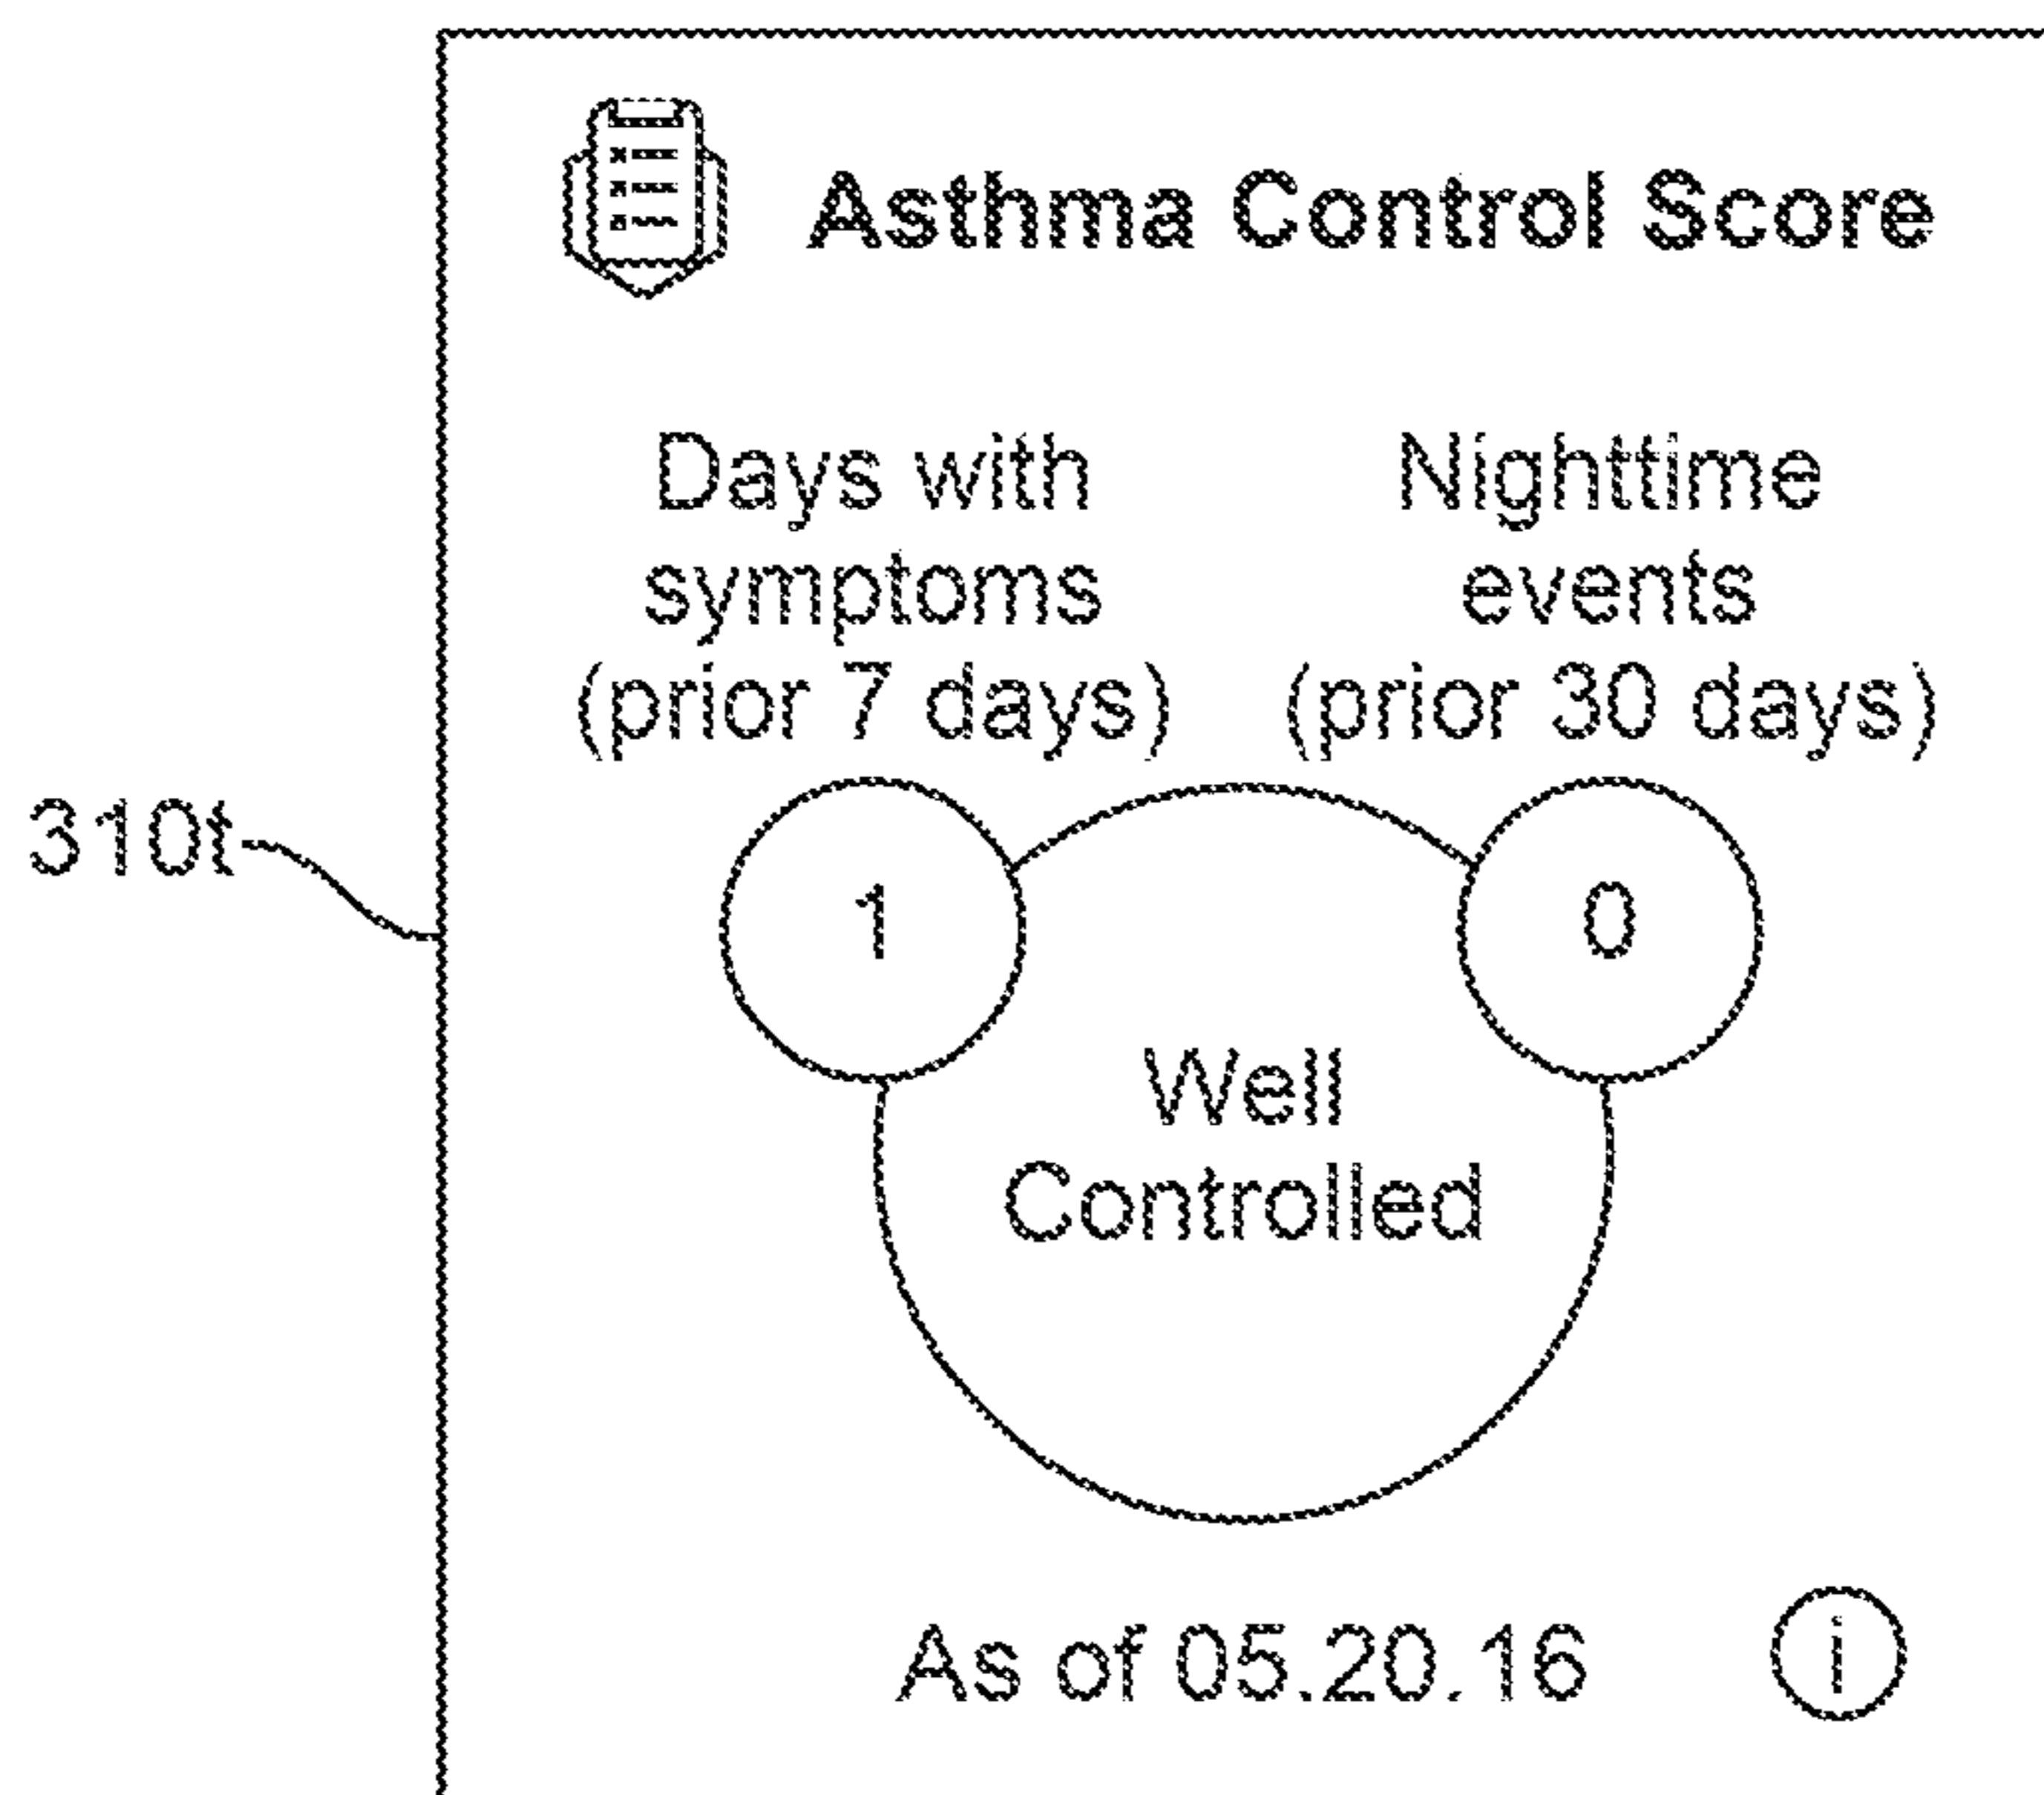 Asthma Control Score
Days with
symptoms
(prior 7 days)
Nighttime
events
(prior 30 days)
310t
1
0
Well
Controlled
As of 05.20.16
i